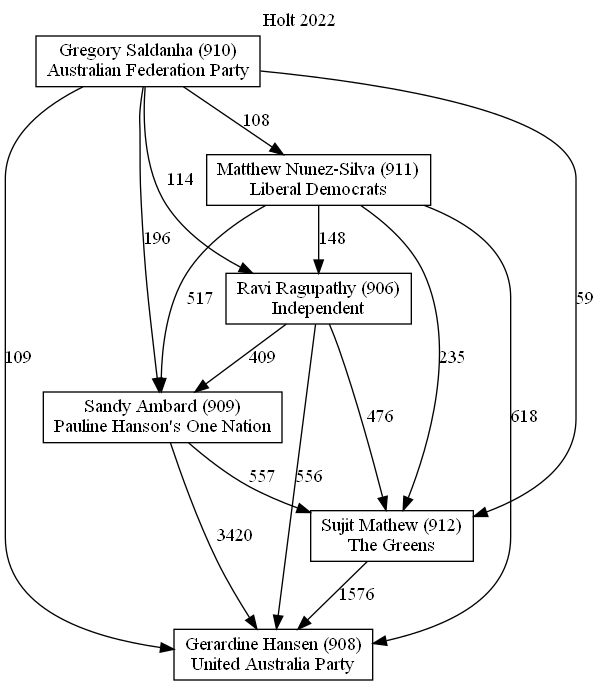 Holt 2022
Gregory Saldanha (910)
Australian Federation Party
108
Matthew Nunez-Silva (911)
Liberal Democrats
114
196
148
517
59
Ravi Ragupathy (906)
Independent
109
409
235
476
618
Sandy Ambard (909)
Pauline Hanson's One Nation
557
556
Sujit Mathew (912)
The Greens
3420
1576
Gerardine Hansen (908)
United Australia Party